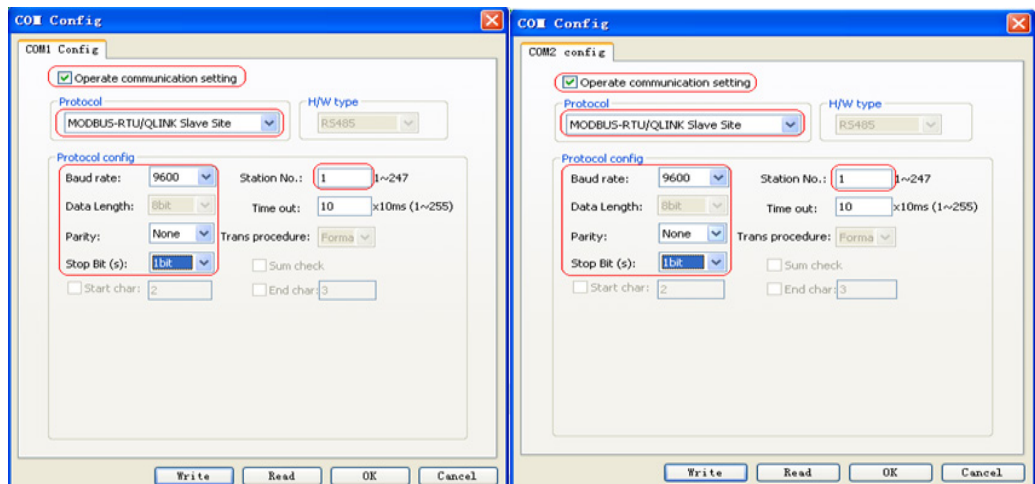 COM Config
COM1 Config
Operate communication setting
Protocol
H/W type
MODBUS-RTU/QLINK Slave Site
RS485
Protocol config
Baud rate: 9600 Station No.: 1 1~247
Data Length: 8bit Time out: 10 x10ms (1~255)
Parity: None Trans procedure: Forma
Stop Bit (s): 1bit Sum check
Start char: 2 End char: 3
Write Read OK Cancel
COM Config
COM2 config
Operate communication setting
Protocol
H/W type
MODBUS-RTU/QLINK Slave Site
RS485
Protocol config
Baud rate: 9600 Station No.: 1 1~247
Data Length: 8bit Time out: 10 x10ms (1~255)
Parity: None Trans procedure: Forma
Stop Bit (s): 1bit Sum check
Start char: 2 End char: 3
Write Read OK Cancel